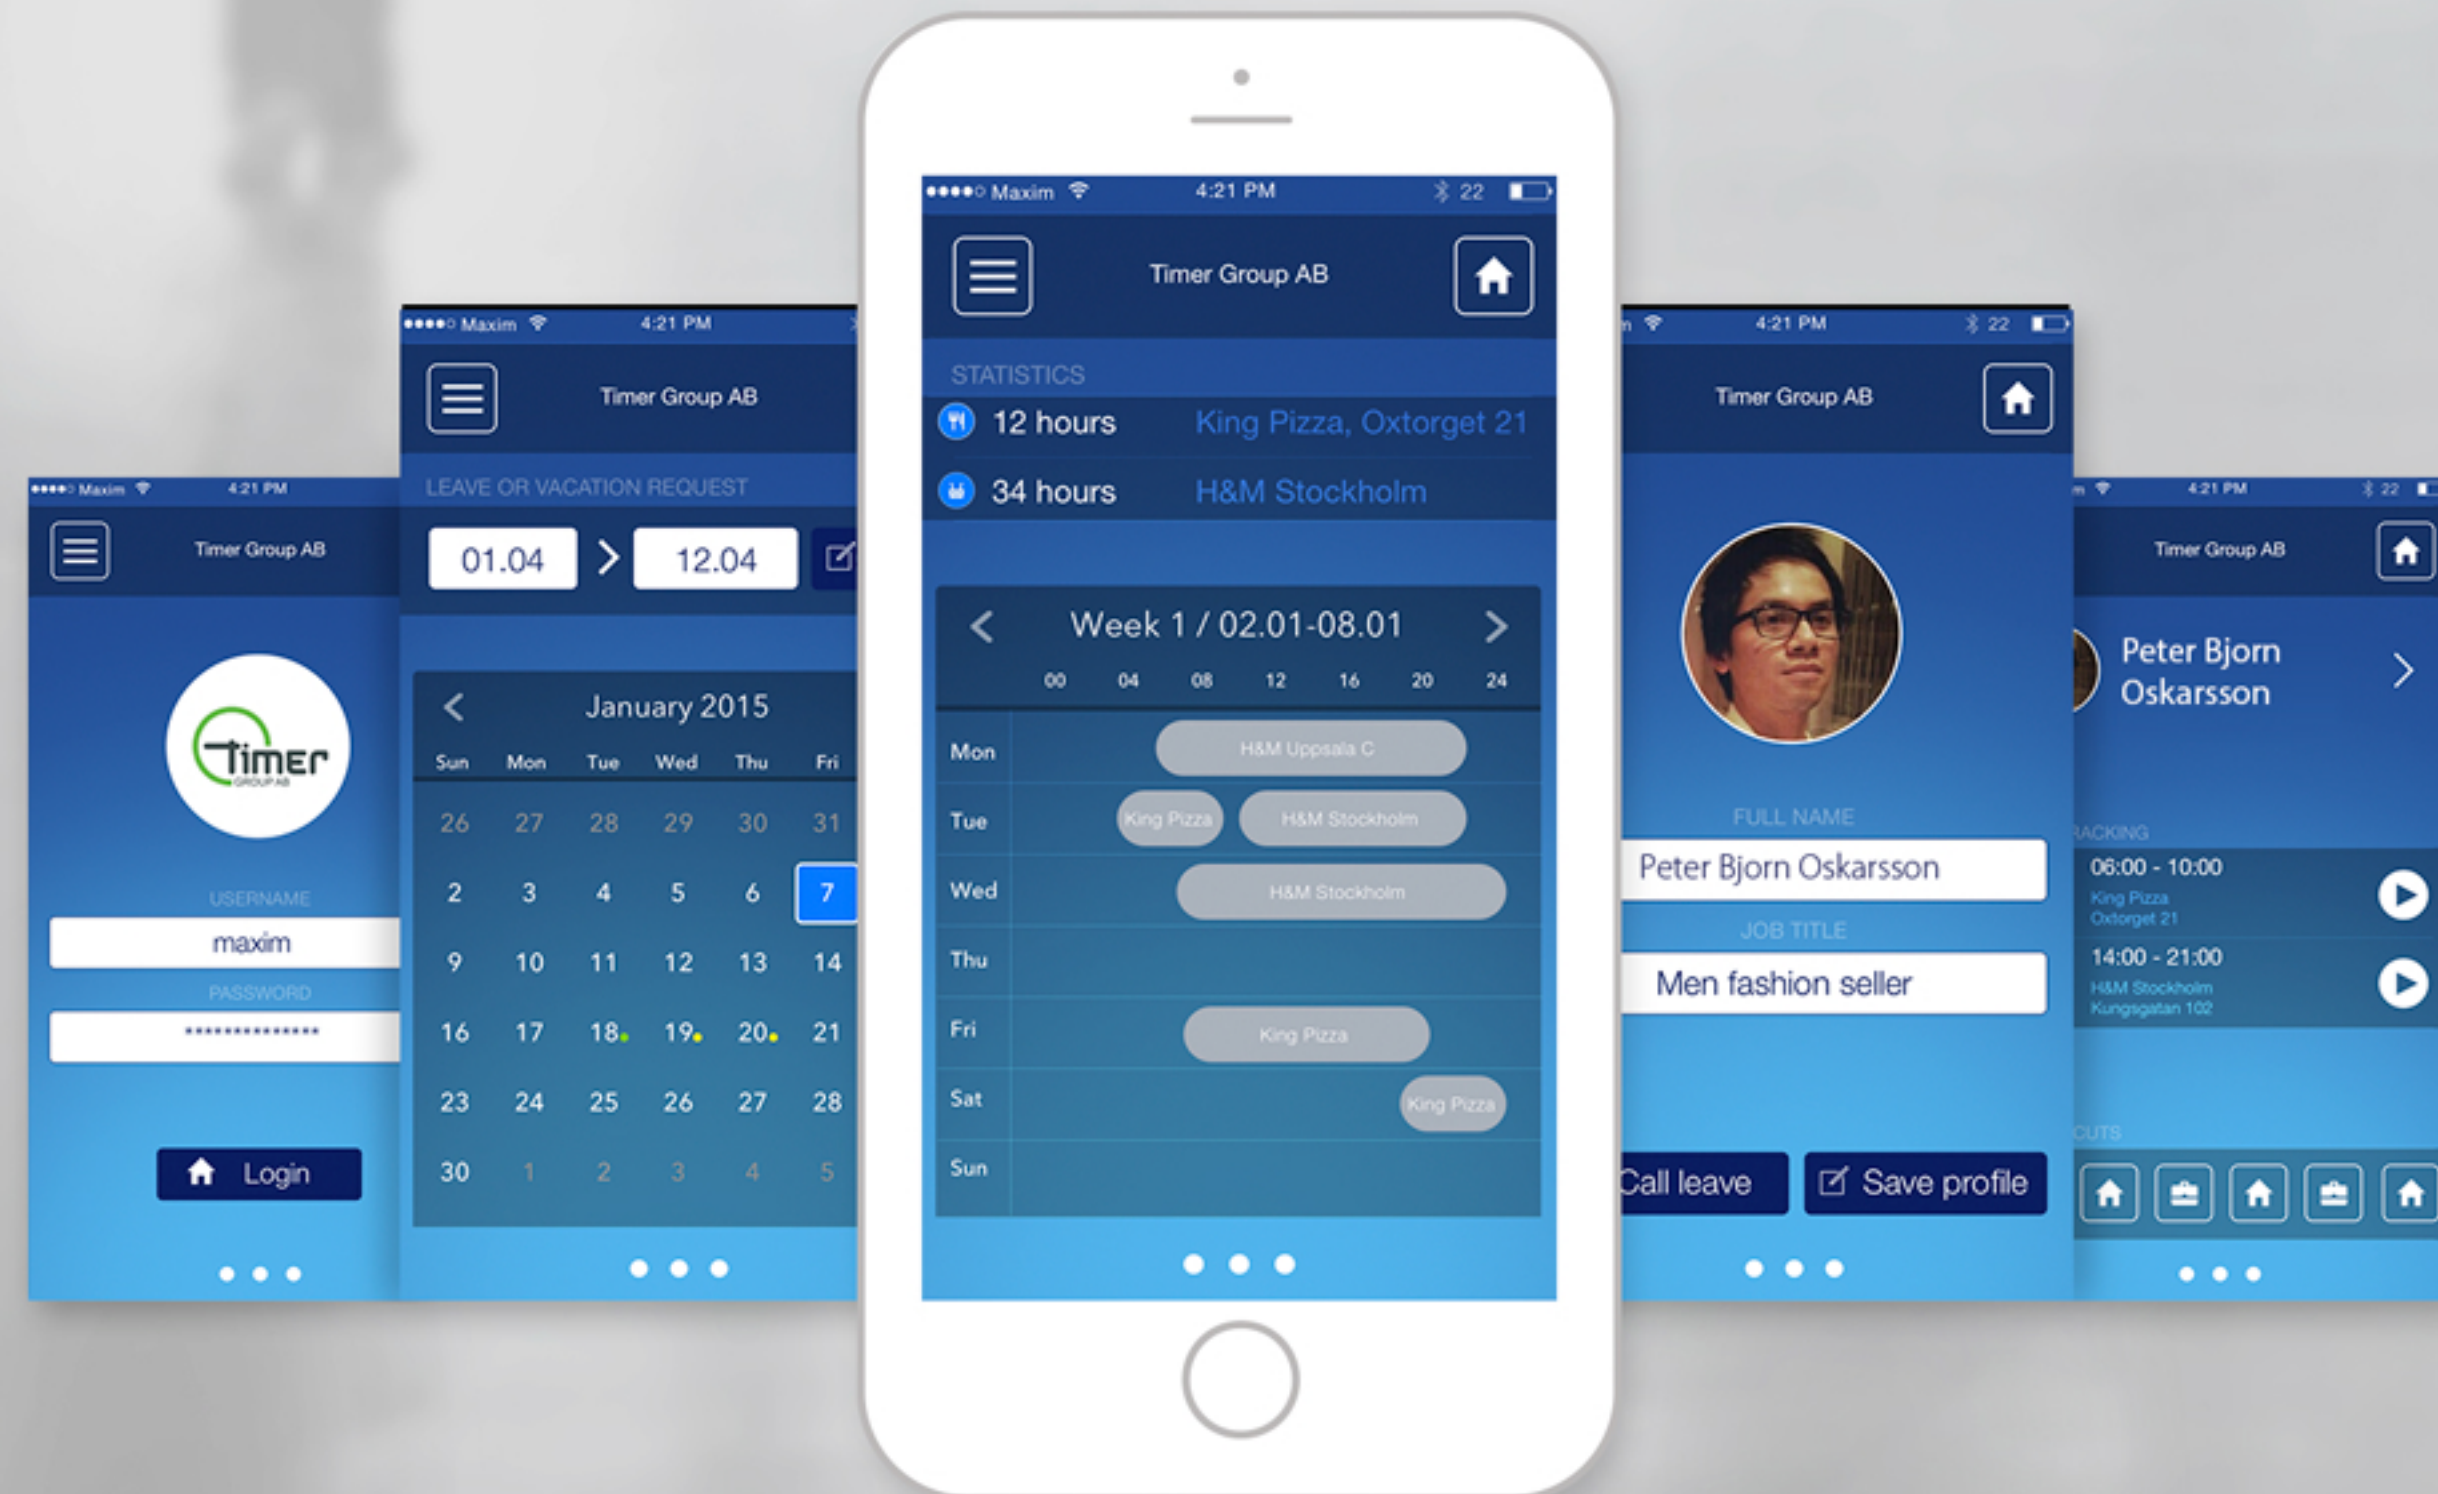 Maxim 4:21 PM
Timer Group AB
Timer
GROUP AB
USERNAME
maxim
PASSWORD
**************
Login
Maxim 4:21 PM
Timer Group AB
LEAVE OR VACATION REQUEST
01.04 > 12.04
January 2015
Sun Mon Tue Wed Thu Fri
26 27 28 29 30 31
2 3 4 5 6 7
9 10 11 12 13 14
16 17 18 19 20 21
23 24 25 26 27 28
30 1 2 3 4 5
Maxim 4:21 PM 22
Timer Group AB
STATISTICS
12 hours King Pizza, Oxtorget 21
34 hours H&M Stockholm
Week 1 / 02.01-08.01
00 04 08 12 16 20 24
Mon H&M Uppsala C
Tue King Pizza H&M Stockholm
Wed H&M Stockholm
Thu
Fri King Pizza
Sat King Pizza
Sun
4:21 PM 22
Timer Group AB
FULL NAME
Peter Bjorn Oskarsson
JOB TITLE
Men fashion seller
Call leave Save profile
4:21 PM 22
Timer Group AB
Peter Bjorn
Oskarsson
RACKING
06:00 - 10:00
King Pizza
Oxtorget 21
14:00 - 21:00
H&M Stockholm
Kungsgatan 102
CUTS